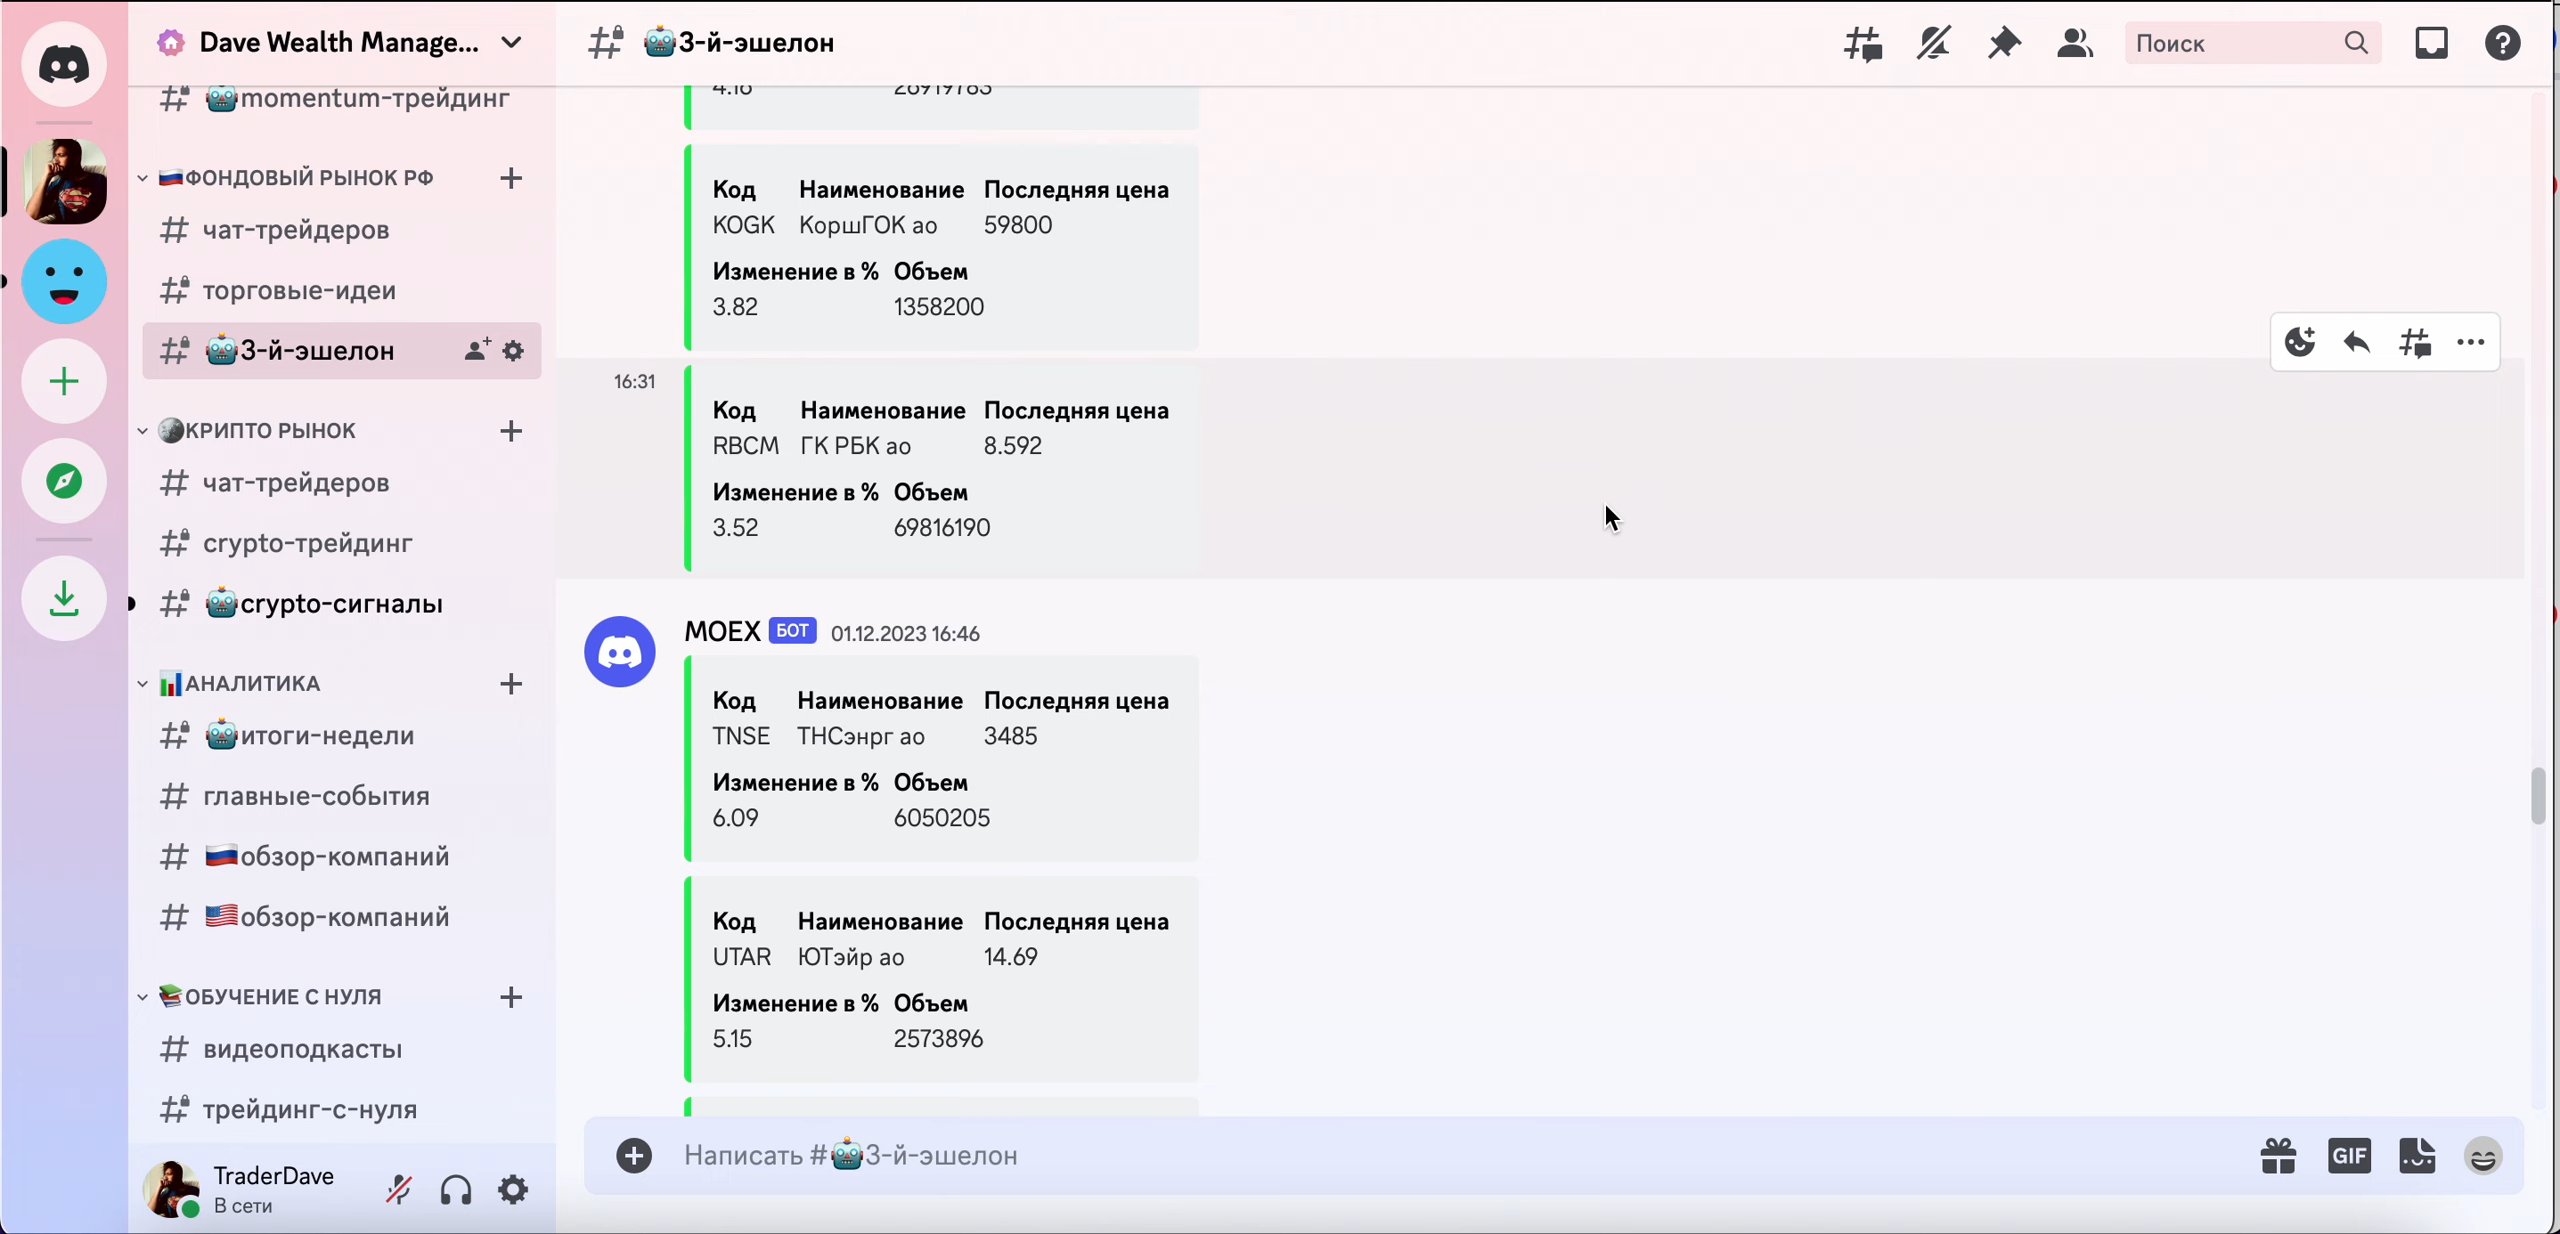 Dave Wealth Manage...
🤖momentum-трейдинг
🇷🇺ФОНДОВЫЙ РЫНОК РФ
чат-трейдеров
торговые-идеи
🤖3-й-эшелон
🌑КРИПТО РЫНОК
чат-трейдеров
crypto-трейдинг
🤖crypto-сигналы
📊АНАЛИТИКА
🤖итоги-недели
главные-события
🇷🇺обзор-компаний
🇺🇸обзор-компаний
📚ОБУЧЕНИЕ С НУЛЯ
видеоподкасты
трейдинг-с-нуля
TraderDave
В сети
🤖3-й-эшелон
Поиск
4.16 26919783
Код Наименование Последняя цена
KOGK КоршГОК ао 59800
Изменение в % Объем
3.82 1358200
16:31
Код Наименование Последняя цена
RBCM ГК РБК ао 8.592
Изменение в % Объем
3.52 69816190
MOEX БОТ 01.12.2023 16:46
Код Наименование Последняя цена
TNSE ТНСэнрг ао 3485
Изменение в % Объем
6.09 6050205
Код Наименование Последняя цена
UTAR ЮТэйр ао 14.69
Изменение в % Объем
5.15 2573896
Написать #🤖3-й-эшелон
GIF